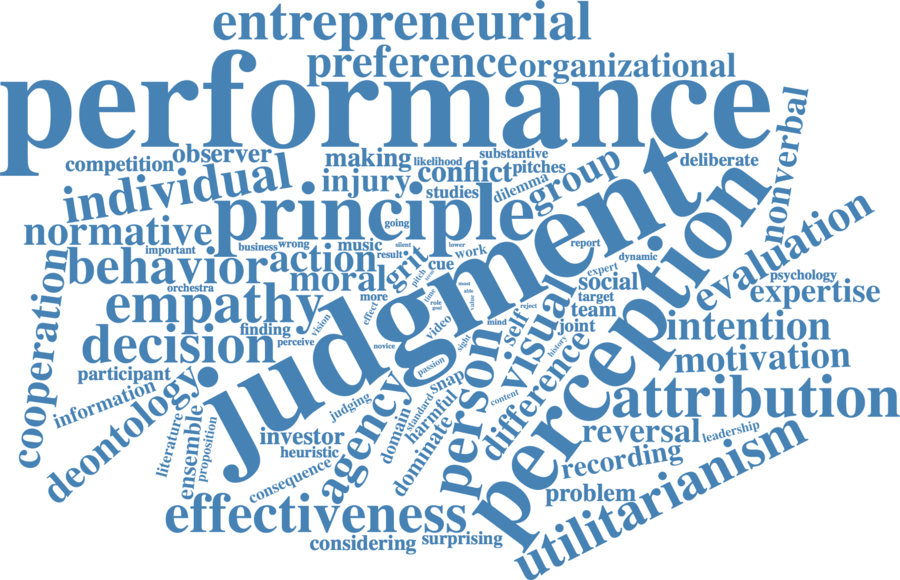 entrepreneurial
preference
organizational
performance
competition
observer
making
likelihood
substantive
conflict
pitches
deliberate
nonverbal
individual
injury
studies
dilemma
group
principle
going
normative
important
business
wrong
music
silent
lower
work
report
dynamic
judgment
perception
evaluation
behavior
action
result
grit
cue
moral
more
orchestra
empathy
effect
pitch
time
role
goal
must
able
value
reject
expert
social
target
team
joint
psychology
expertise
cooperation
decision
finding
perceive
vision
novice
video
sight
mind
self
visual
history
intention
motivation
participant
information
deontology
passion
snap
judging
person
content
difference
attribution
literature
ensemble
proposition
investor
heuristic
agency
domain
standard
harmful
dominate
reversal
leadership
consequence
recording
problem
utilitarianism
effectiveness
considering
surprising